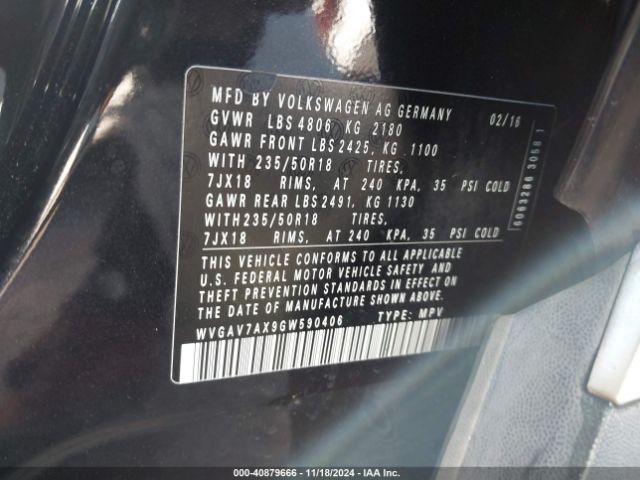 MFD BY VOLKSWAGEN AG GERMANY 02/16
GVWR LBS 4806 KG 2180
GAWR FRONT LBS 2425, KG .1100
WITH 235/50R18 TIRES,
7JX18 RIMS, AT 240 KPA, 35 PSI COLD
GAWR REAR LBS 2491, KG 1130
WITH 235/50R18 TIRES,
7JX18 RIMS, AT 240 KPA, 35 PSI COLD
THIS VEHICLE CONFORMS TO ALL APPLICABLE
U.S. FEDERAL MOTOR VEHICLE SAFETY AND
THEFT PREVENTION STANDARDS IN EFFECT ON
THE DATE OF MANUFACTURE SHOWN ABOVE.
WVGAV7AX9GW590406 TYPE: MPV
000-40879666 | 11/18/2024 | IAA Inc.